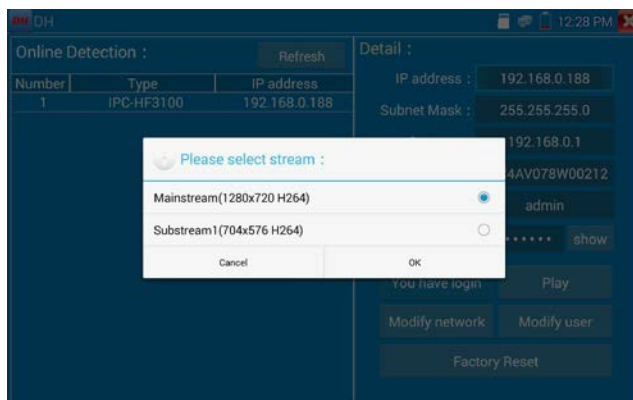 DH DH 12:28 PM
Online Detection :
Refresh
Number Type IP address
1 IPC-HF3100 192.168.0.188
Detail :
IP address : 192.168.0.188
Subnet Mask : 255.255.255.0
192.168.0.1
4AV078W00212
admin
show
Please select stream :
Mainstream(1280x720 H264)
Substream1(704x576 H264)
Cancel OK
You have login Play
Modify network Modify user
Factory Reset